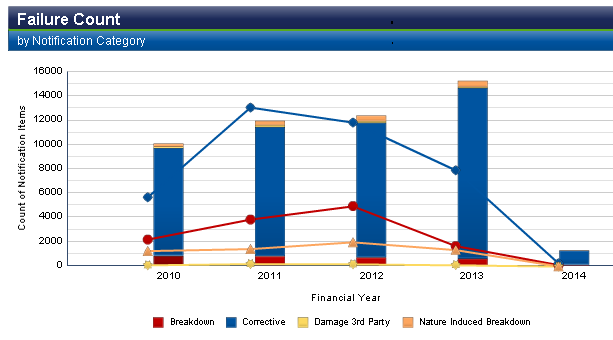 Failure Count
by Notification Category
16000
14000
12000
10000
8000
6000
4000
2000
0
Count of Notification Items
2010 2011 2012 2013 2014
Financial Year
Breakdown Corrective Damage 3rd Party Nature Induced Breakdown